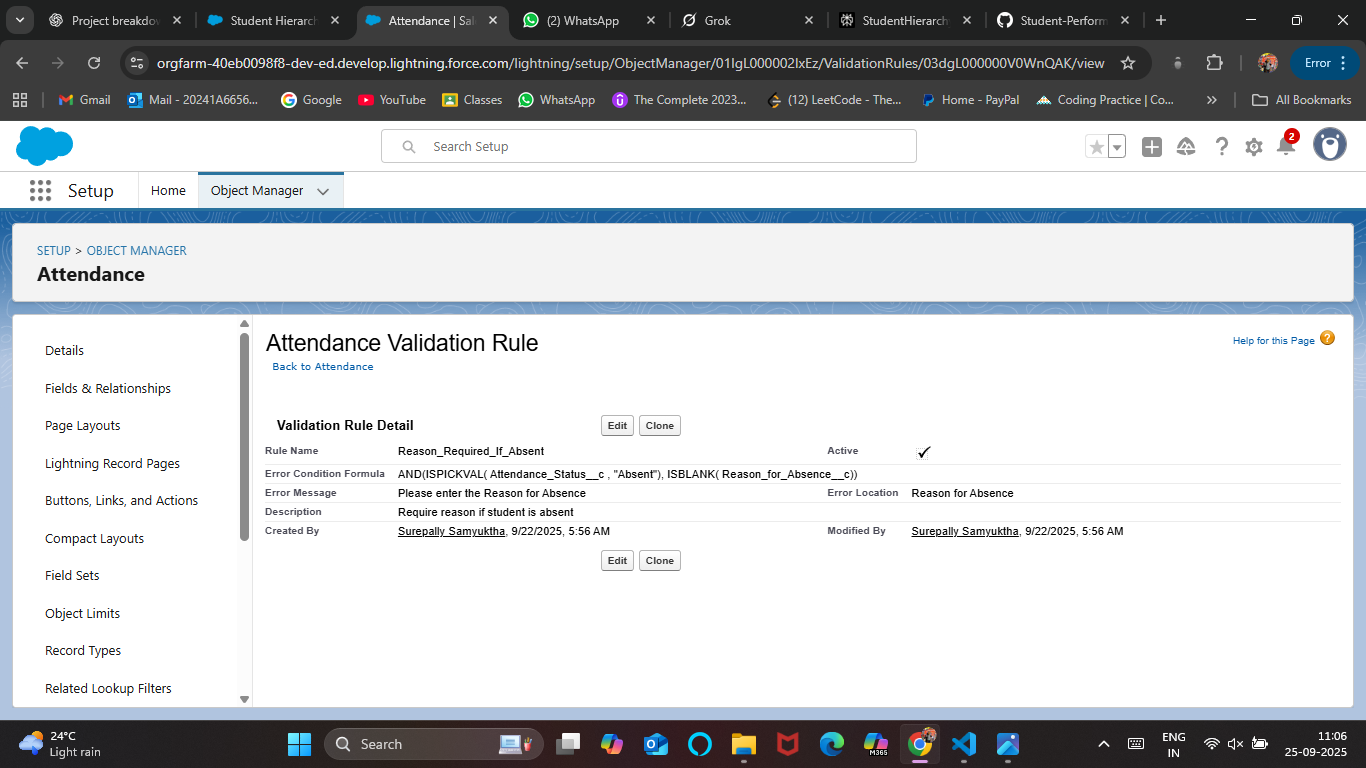 Project breakdow
Student Hierarch
Attendance | Sal
(2) WhatsApp
Grok
StudentHierarch
Student-Perform
orgfarm-40eb0098f8-dev-ed.develop.lightning.force.com/lightning/setup/ObjectManager/01IgL000002IxEz/ValidationRules/03dgL000000V0WnQAK/view
Error
Gmail
Mail - 20241A6656...
Google
YouTube
Classes
WhatsApp
The Complete 2023...
(12) LeetCode - The...
Home - PayPal
Coding Practice | Co...
All Bookmarks
Search Setup
2
Setup
Home
Object Manager
SETUP > OBJECT MANAGER
Attendance
Details
Fields & Relationships
Page Layouts
Lightning Record Pages
Buttons, Links, and Actions
Compact Layouts
Field Sets
Object Limits
Record Types
Related Lookup Filters
Attendance Validation Rule
Help for this Page
Back to Attendance
Validation Rule Detail Edit Clone
Rule Name Reason_Required_If_Absent Active
Error Condition Formula AND(ISPICKVAL( Attendance_Status__c , "Absent"), ISBLANK( Reason_for_Absence__c))
Error Message Please enter the Reason for Absence Error Location Reason for Absence
Description Require reason if student is absent
Created By Surepally Samyuktha, 9/22/2025, 5:56 AM Modified By Surepally Samyuktha, 9/22/2025, 5:56 AM
Edit Clone
24°C
Light rain
Search
M365
ENG
IN
11:06
25-09-2025